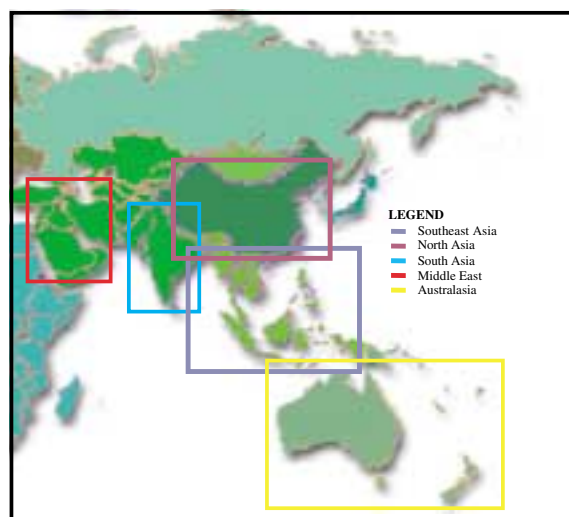 LEGEND
Southeast Asia
North Asia
South Asia
Middle East
Australasia